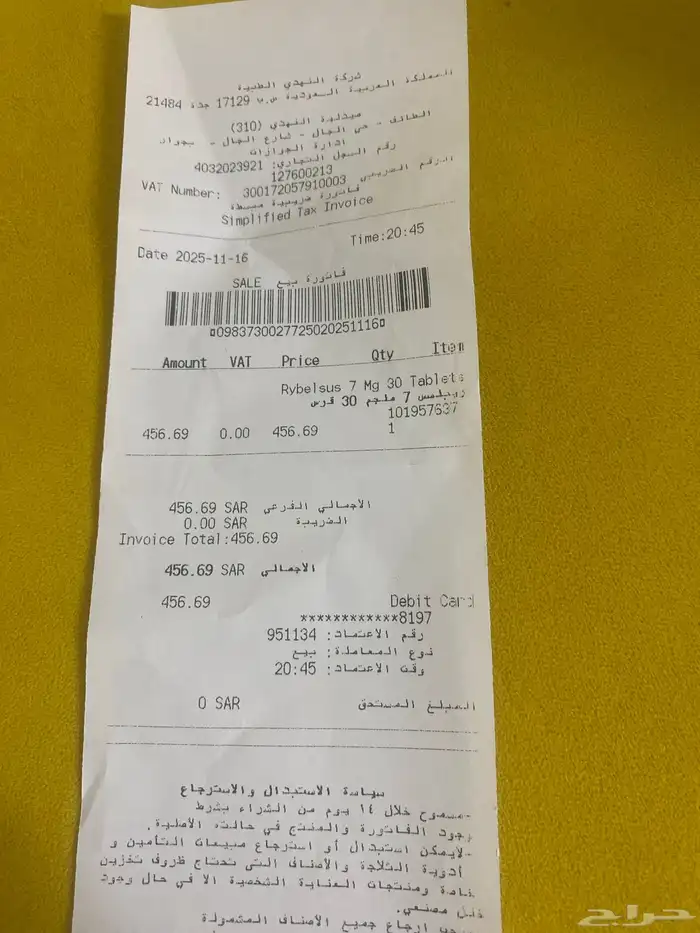 شركة النهدي الطبية
المملكة العربية السعودية ص.ب 17129 جدة 21484
صيدلية النهدي (310)
الطائف - حي الجال - شارع الجال - بجوار
ادارة الجوازات
رقم السجل التجاري: 4032023921
127600213
الرقم الضريبي 300172057910003 VAT Number:
فاتورة ضريبية مبسطة
Simplified Tax Invoice
Time:20:45
Date 2025-11-16
SALE فاتورة بيع
¤0983730027725020251116¤
Amount VAT Price Qty Item
Rybelsus 7 Mg 30 Tablets
ريبلسس 7 ملجم 30 قرص
101957637
456.69 0.00 456.69 1
الاجمالي الفرعي 456.69 SAR
الضريبة 0.00 SAR
Invoice Total:456.69
الاجمالي 456.69 SAR
456.69 Debit Card
************8197
رقم الاعتماد: 951134
نوع المعاملة: بيع
وقت الاعتماد: 20:45
المبلغ المستحق 0 SAR
سياسة الاستبدال والاسترجاع
-مسموح خلال ١٤ يوم من الشراء بشرط
وجود الفاتورة والمنتج في حالته الأصلية.
-لايمكن استبدال أو استرجاع مبيعات التأمين و
أدوية الثلاجة والأصناف التي تحتاج ظروف تخزين
خاصة ومنتجات العناية الشخصية الا في حال وجود
خلل مصنعي.
ارجاع جميع الأصناف المشمولة
حراج